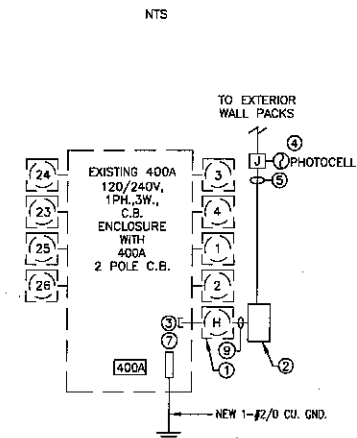 NTS
TO EXTERIOR
WALL PACKS
4
J
PHOTOCELL
5
24
EXISTING 400A
120/240V,
1PH.,3W.,
C.B.
ENCLOSURE
WITH
400A
2 POLE C.B.
3
23
4
25
1
26
2
3
H
7
9
1
2
400A
NEW 1-#2/0 CU. GND.